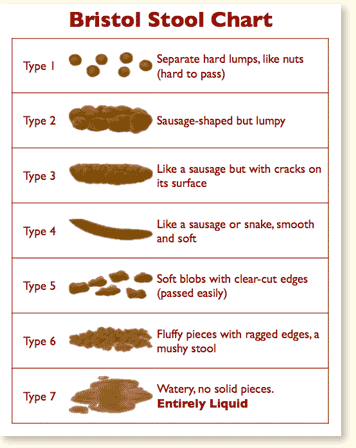 Bristol Stool Chart
Type 1
Separate hard lumps, like nuts
(hard to pass)
Type 2
Sausage-shaped but lumpy
Type 3
Like a sausage but with cracks on
its surface
Type 4
Like a sausage or snake, smooth
and soft
Type 5
Soft blobs with clear-cut edges
(passed easily)
Type 6
Fluffy pieces with ragged edges, a
mushy stool
Type 7
Watery, no solid pieces.
Entirely Liquid